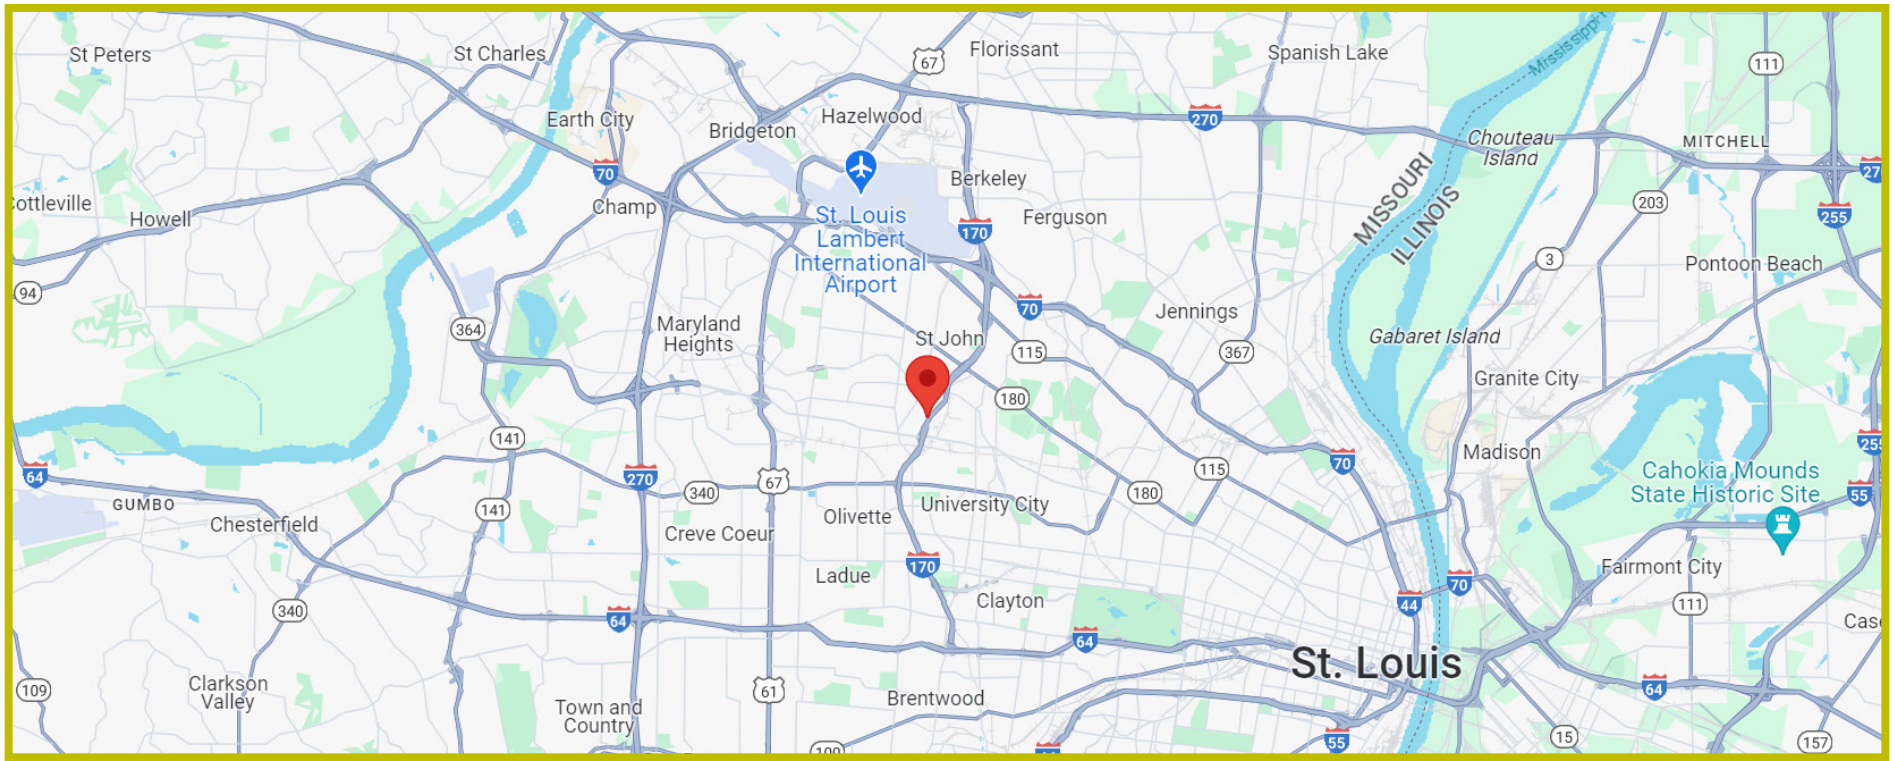 St Peters
St Charles
67
Florissant
Spanish Lake
Mississippi
111
Earth City
Bridgeton
Hazelwood
270
Chouteau
Island
MITCHELL
70
Berkeley
MISSOURI
ILLINOIS
Howell
Champ
St. Louis
Lambert
International
Airport
170
Ferguson
203
255
3
Pontoon Beach
94
70
364
Maryland
Heights
St John
115
Jennings
367
Gabaret Island
Granite City
180
141
64
270
340
67
115
70
180
Madison
255
Cahokia Mounds
State Historic Site
55
GUMBO
Chesterfield
141
Creve Coeur
Olivette
University City
170
Ladue
Clayton
44
70
Fairmont City
111
340
64
64
St. Louis
109
Clarkson
Valley
Town and
Country
61
Brentwood
64
55
15
157